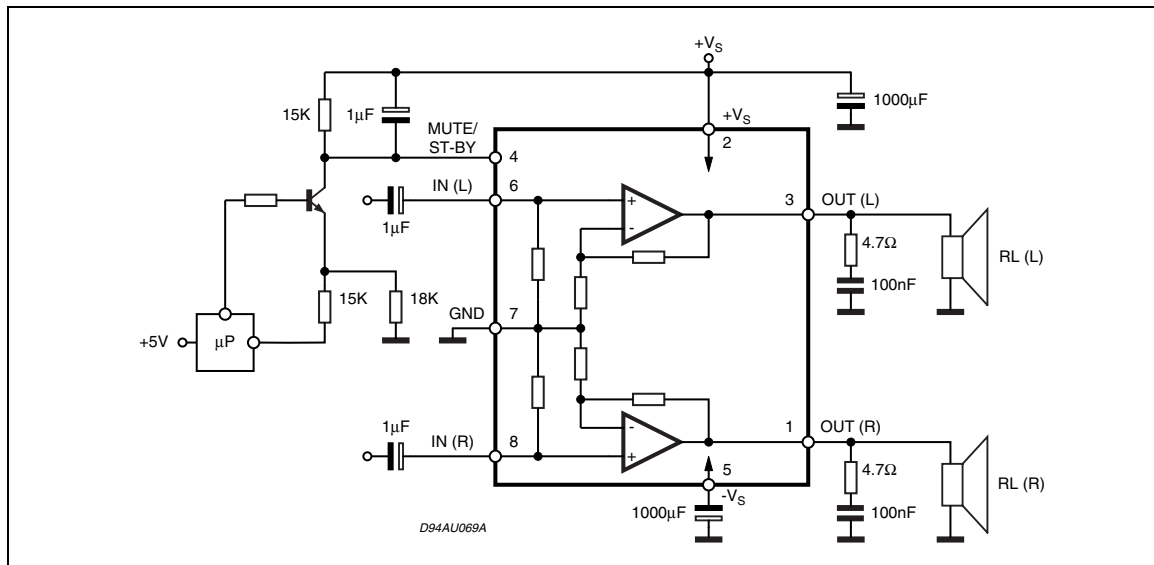 +VS
1000μF
15K
1μF
+VS
2
MUTE/
ST-BY
4
IN (L)
6
1μF
+
-
3
OUT (L)
4.7Ω
100nF
RL (L)
15K
18K
GND
7
+5V
μP
1μF
IN (R)
8
-
+
1
OUT (R)
4.7Ω
100nF
RL (R)
5
-VS
1000μF
D94AU069A